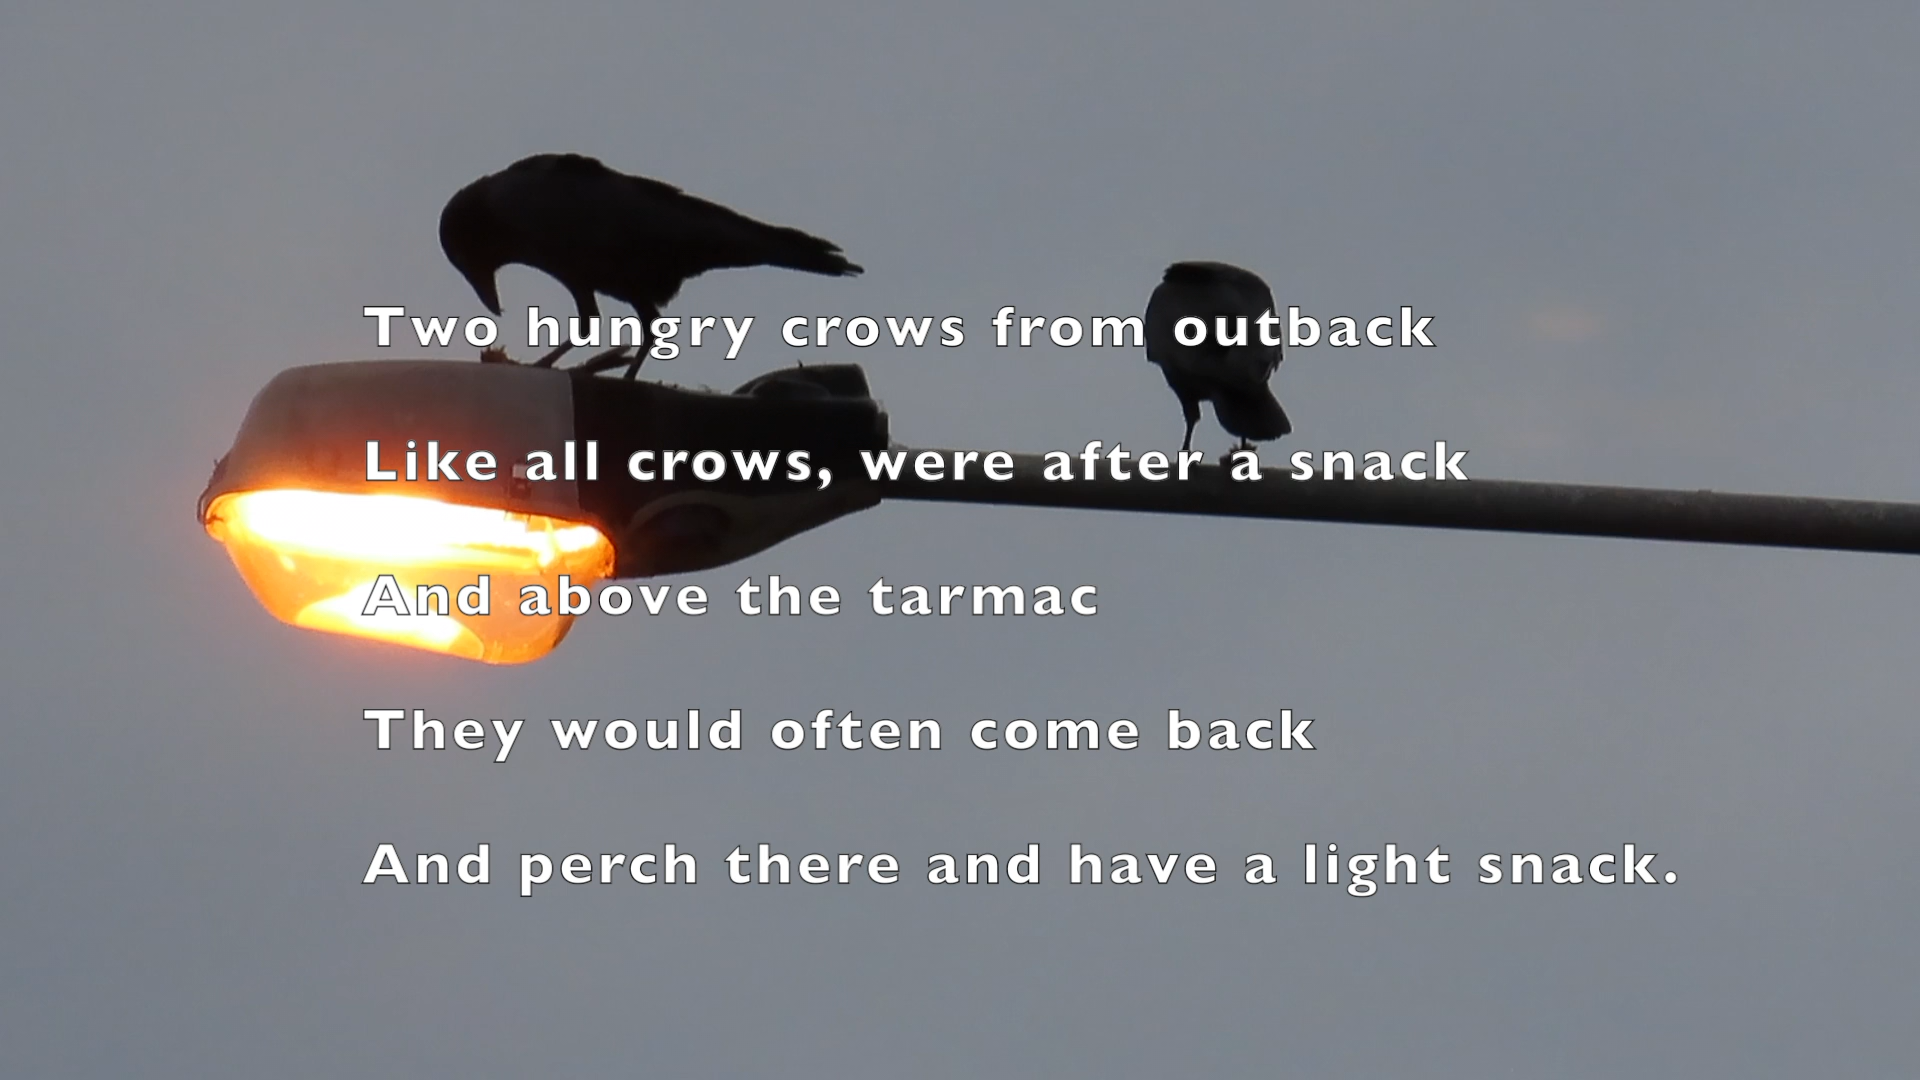 Two hungry crows from outback
Like all crows, were after a snack
And above the tarmac
They would often come back
And perch there and have a light snack.